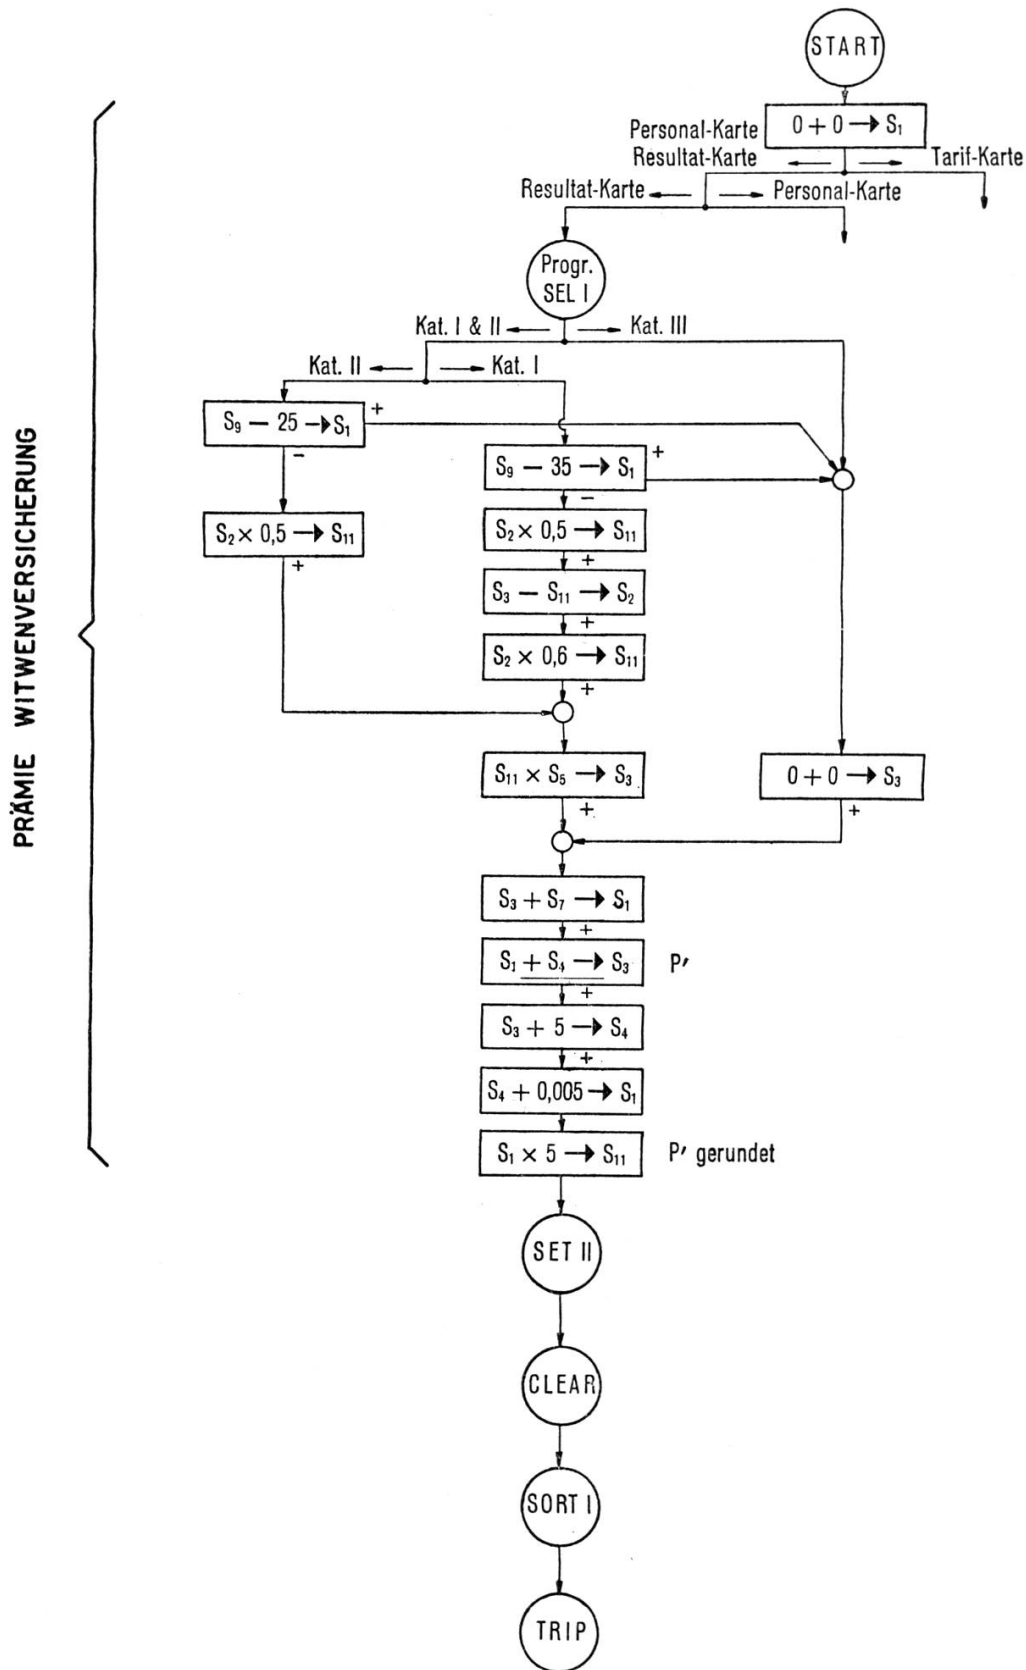 START
0 + 0 → S₁
Personal-Karte
Resultat-Karte ← → Tarif-Karte
Resultat-Karte ← → Personal-Karte
Progr.
SEL I
Kat. I & II ← → Kat. III
Kat. II ← → Kat. I
S₉ − 25 → S₁ +
−
S₉ − 35 → S₁ +
−
S₂ × 0,5 → S₁₁
+
S₂ × 0,5 → S₁₁
+
S₃ − S₁₁ → S₂
+
S₂ × 0,6 → S₁₁
+
S₁₁ × S₅ → S₃
+
0 + 0 → S₃
+
S₃ + S₇ → S₁
+
S₁ + S₄ → S₃ P′
+
S₃ + 5 → S₄
+
S₄ + 0,005 → S₁
S₁ × 5 → S₁₁ P′ gerundet
SET II
CLEAR
SORT I
TRIP
PRÄMIE WITWENVERSICHERUNG